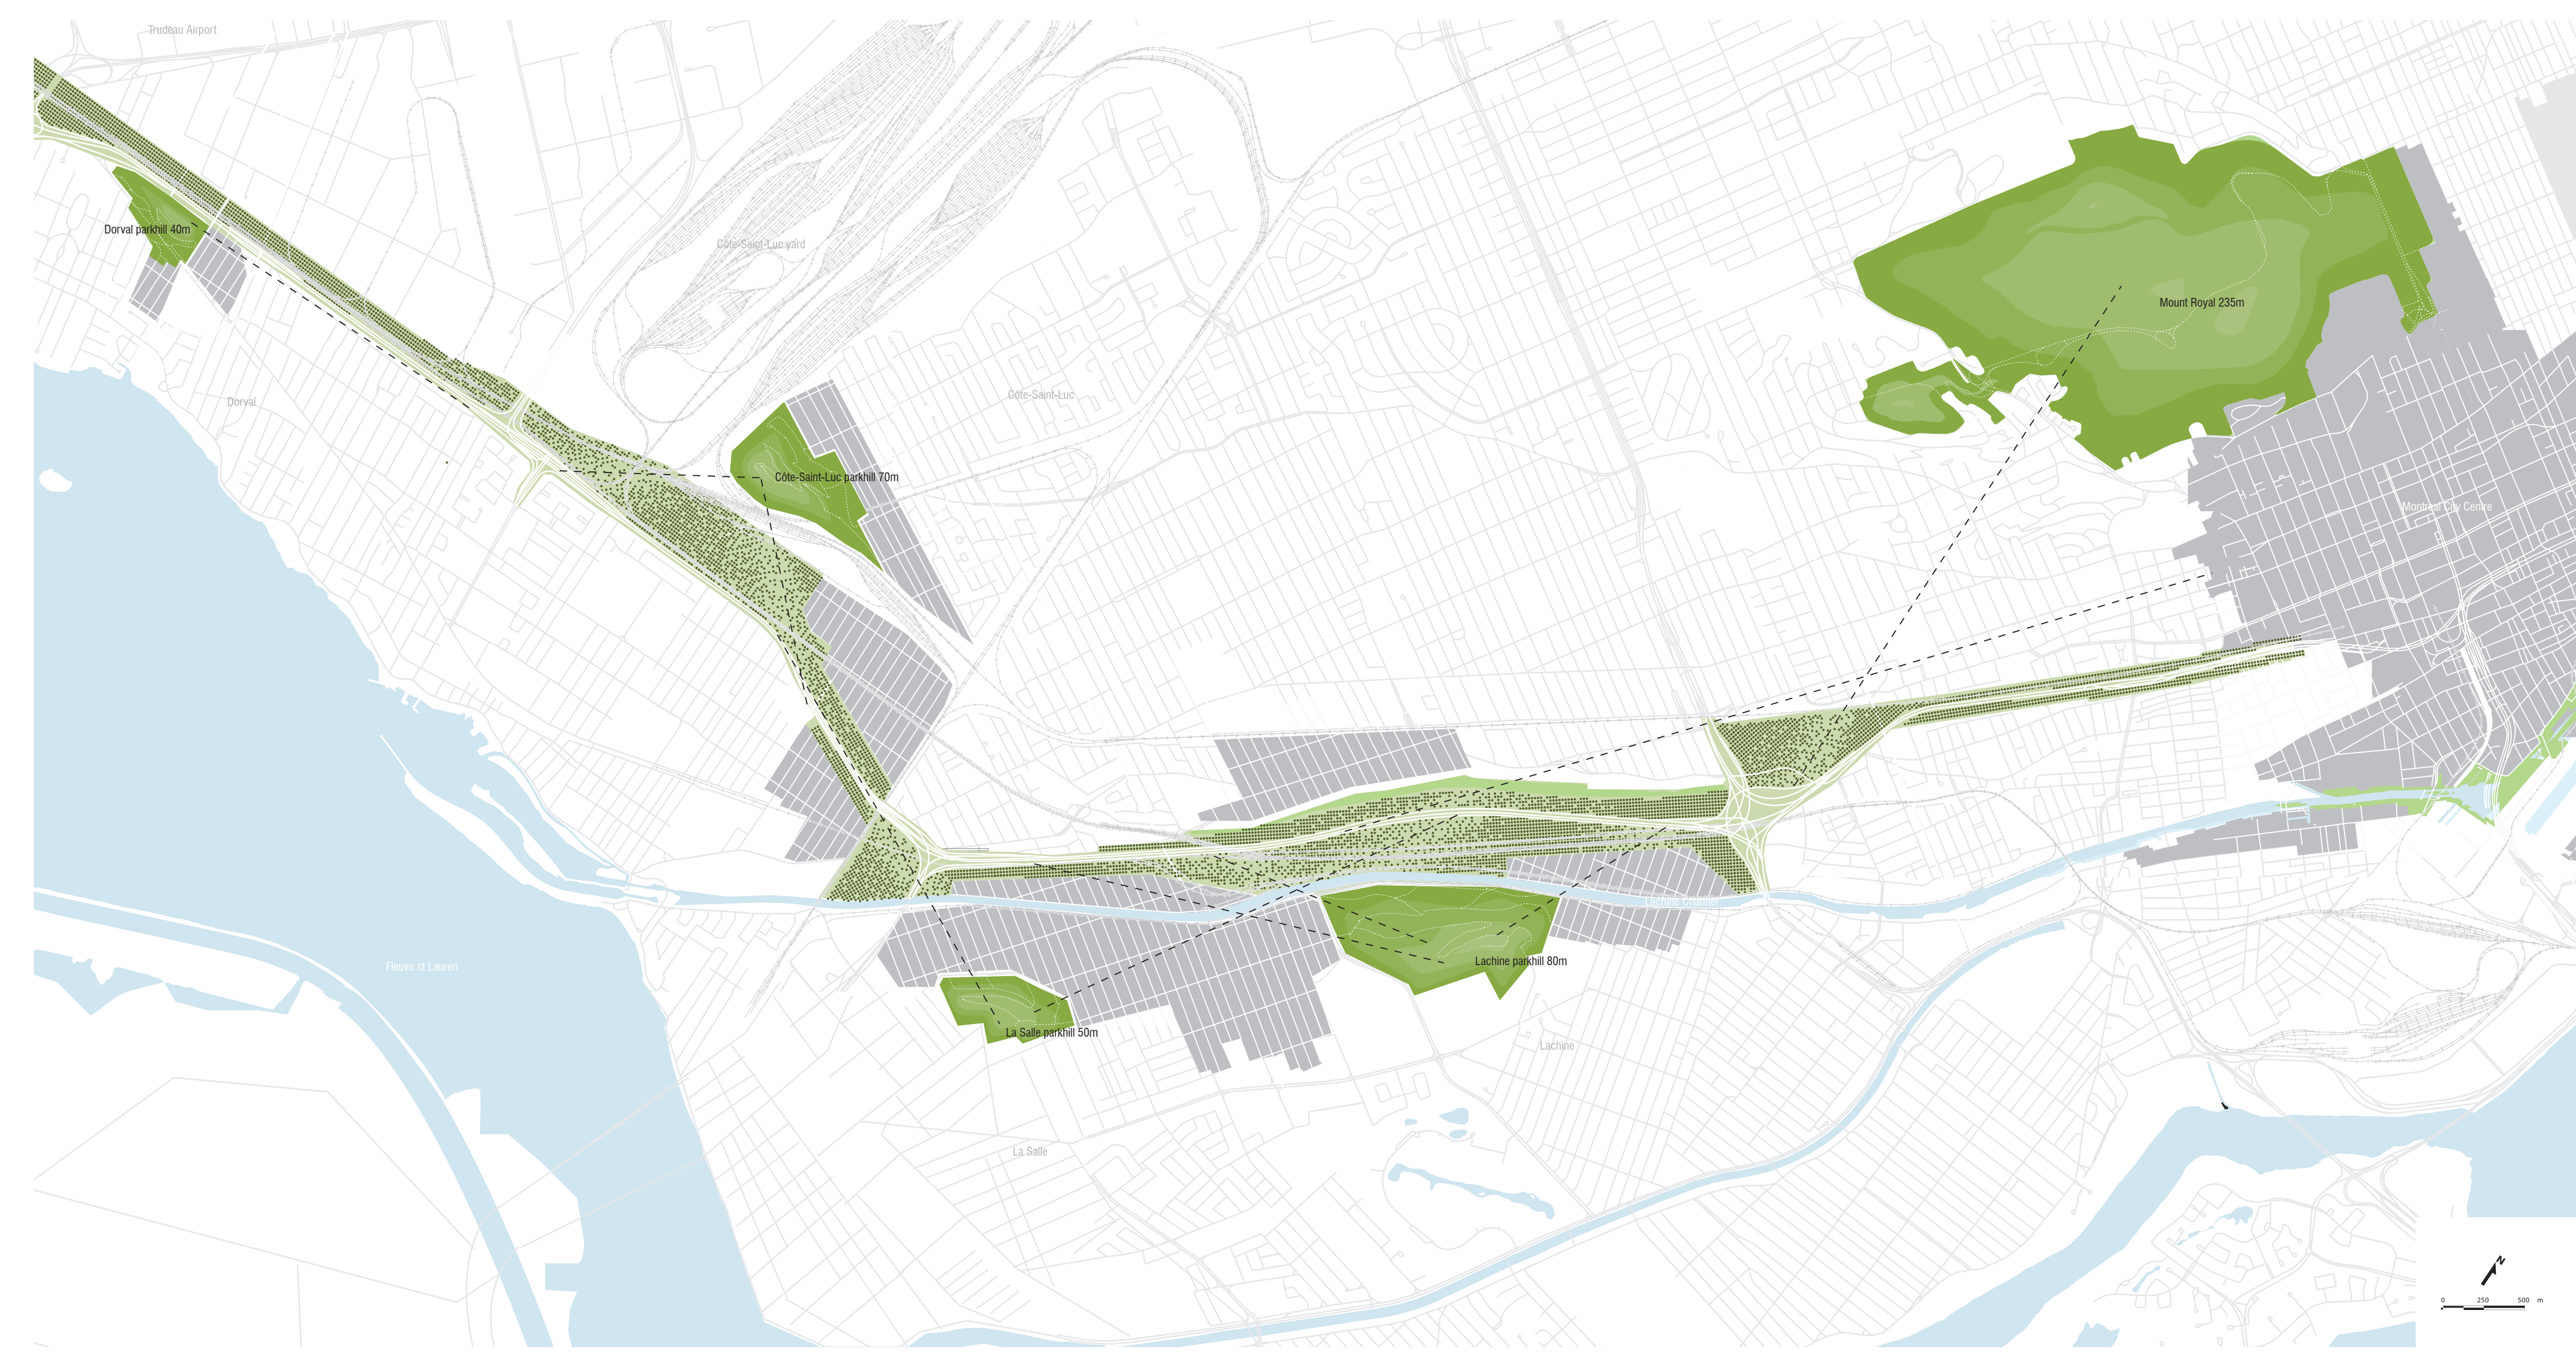 Trudeau Airport
Dorval parkhill 40m
Côte-Saint-Luc yard
Mount Royal 235m
Dorval
Côte-Saint-Luc
Côte-Saint-Luc parkhill 70m
Montreal City Centre
Lachine Channel
Fleuve st Lauren
Lachine parkhill 80m
La Salle parkhill 50m
Lachine
La Salle
N
0 250 500 m